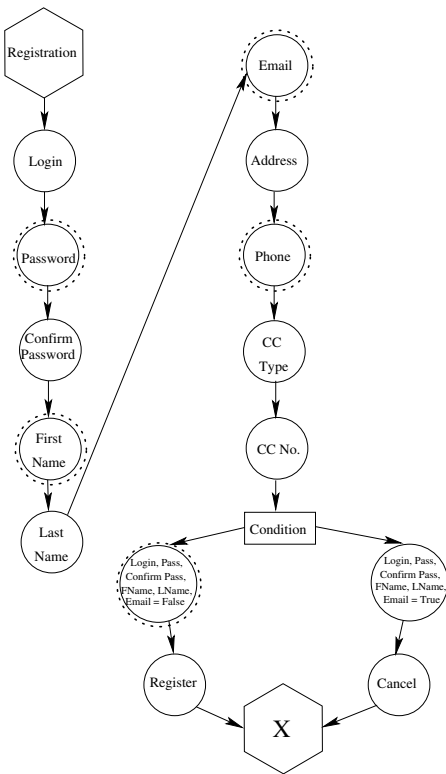 Registration
Login
Password
Confirm
Password
First
Name
Last
Name
Email
Address
Phone
CC
Type
CC No.
Condition
Login, Pass,
Confirm Pass,
FName, LName,
Email = False
Login, Pass,
Confirm Pass,
FName, LName,
Email = True
Register
Cancel
X